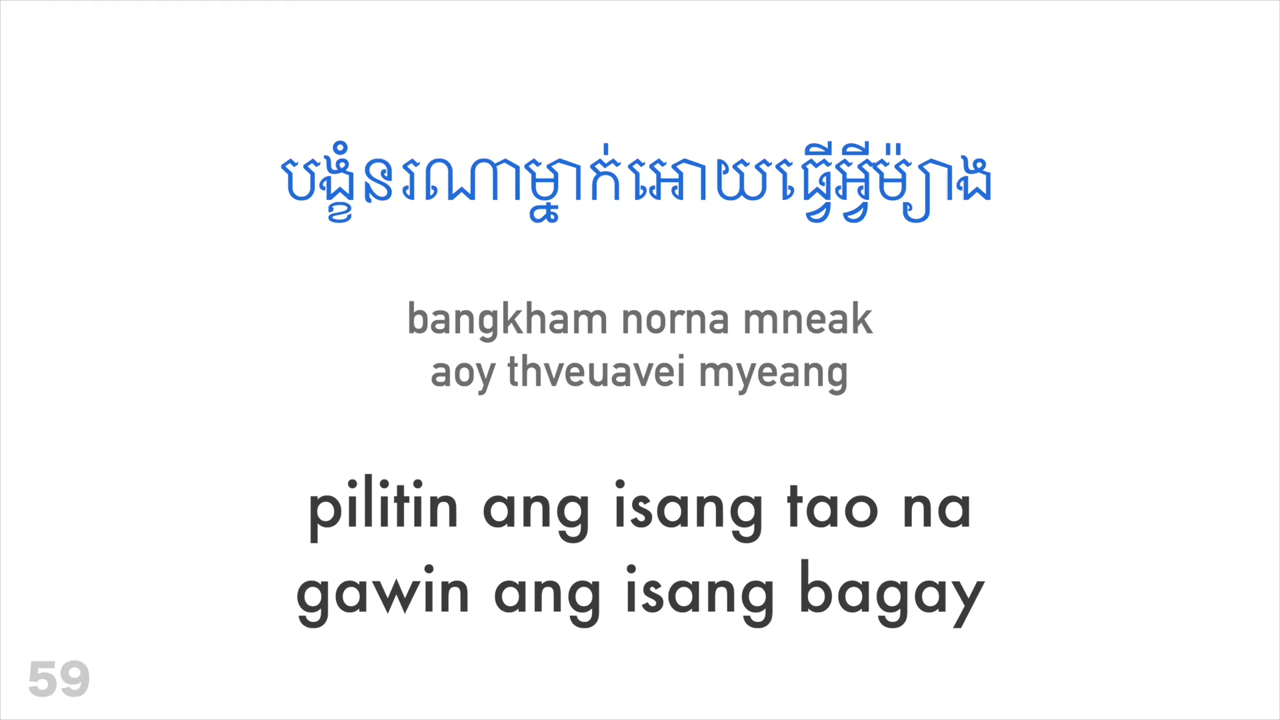 បង្ខំនរណាម្នាក់អោយធ្វើអ្វីម៉្យាង
bangkham norna mneak
aoy thveuavei myeang
pilitin ang isang tao na
gawin ang isang bagay
59